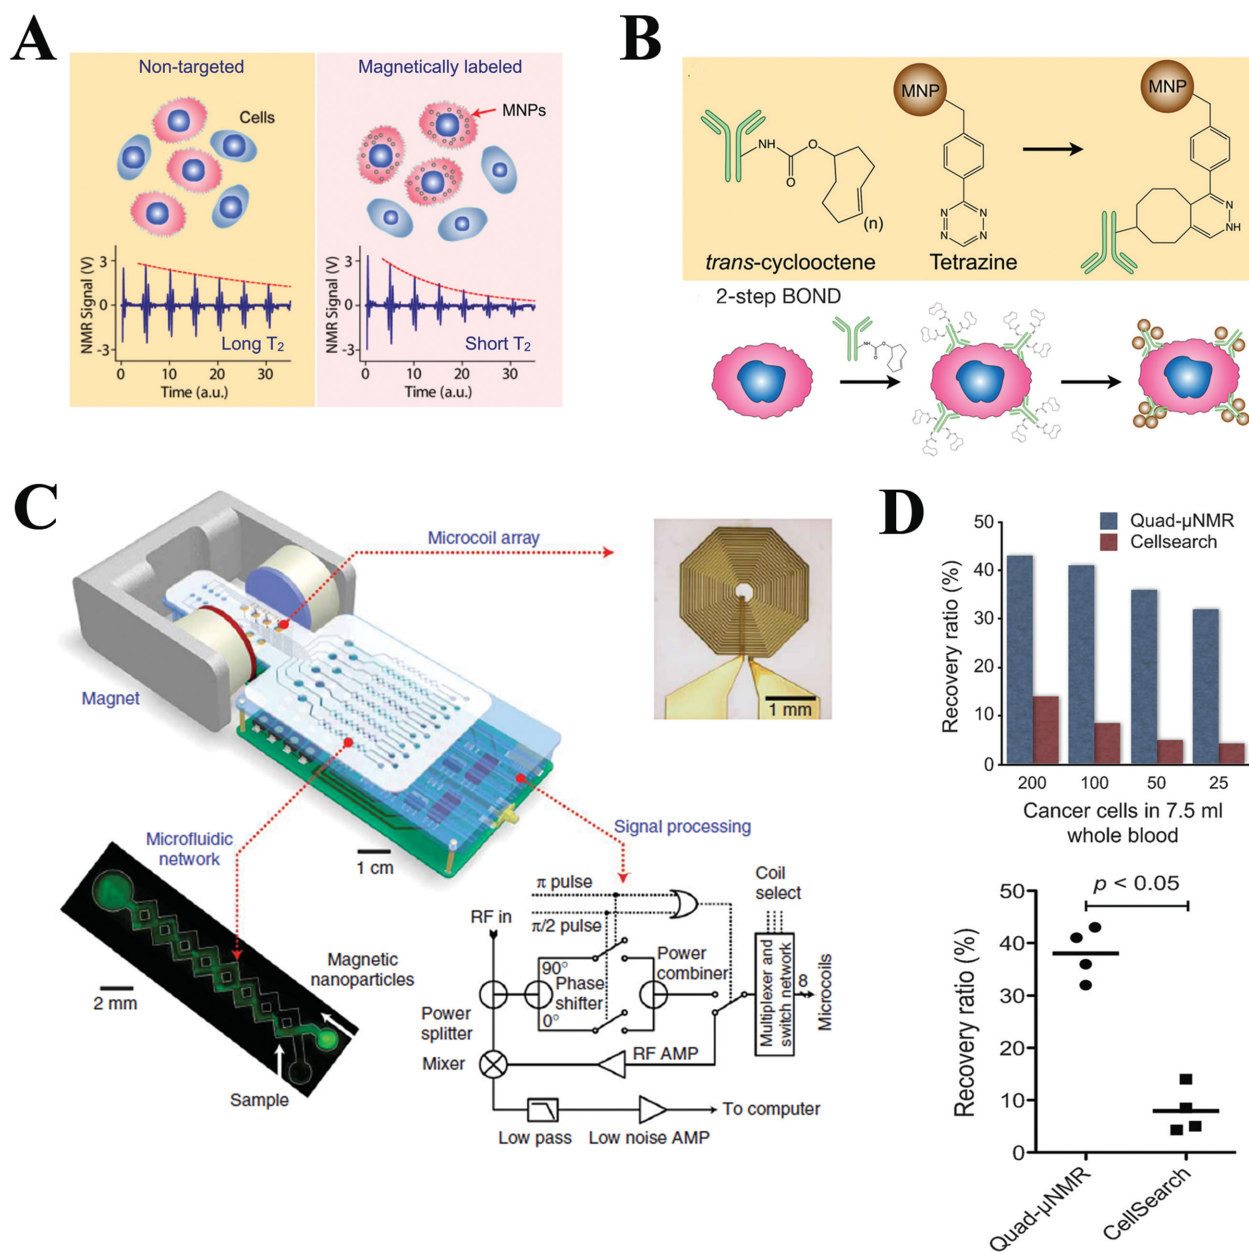 A
Non-targeted
Cells
NMR Signal (V)
3
0
-3
Long T2
0 10 20 30
Time (a.u.)
Magnetically labeled
MNPs
NMR Signal (V)
3
0
-3
Short T2
0 10 20 30
Time (a.u.)
B
MNP
MNP
NH
O
O
(n)
N N
N N
N
NH
trans-cyclooctene
Tetrazine
2-step BOND
C
Microcoil array
Magnet
1 mm
Microfluidic
network
1 cm
Signal processing
Magnetic
nanoparticles
2 mm
Sample
π pulse
π/2 pulse
RF in
Coil
select
90°
Phase
shifter
0°
Power
combiner
Power
splitter
Multiplexer and
switch network
8
Microcoils
Mixer
RF AMP
To computer
Low pass
Low noise AMP
D
Quad-µNMR
Cellsearch
Recovery ratio (%)
50
40
30
20
10
0
200 100 50 25
Cancer cells in 7.5 ml
whole blood
p < 0.05
Recovery ratio (%)
50
40
30
20
10
0
Quad-µNMR
CellSearch